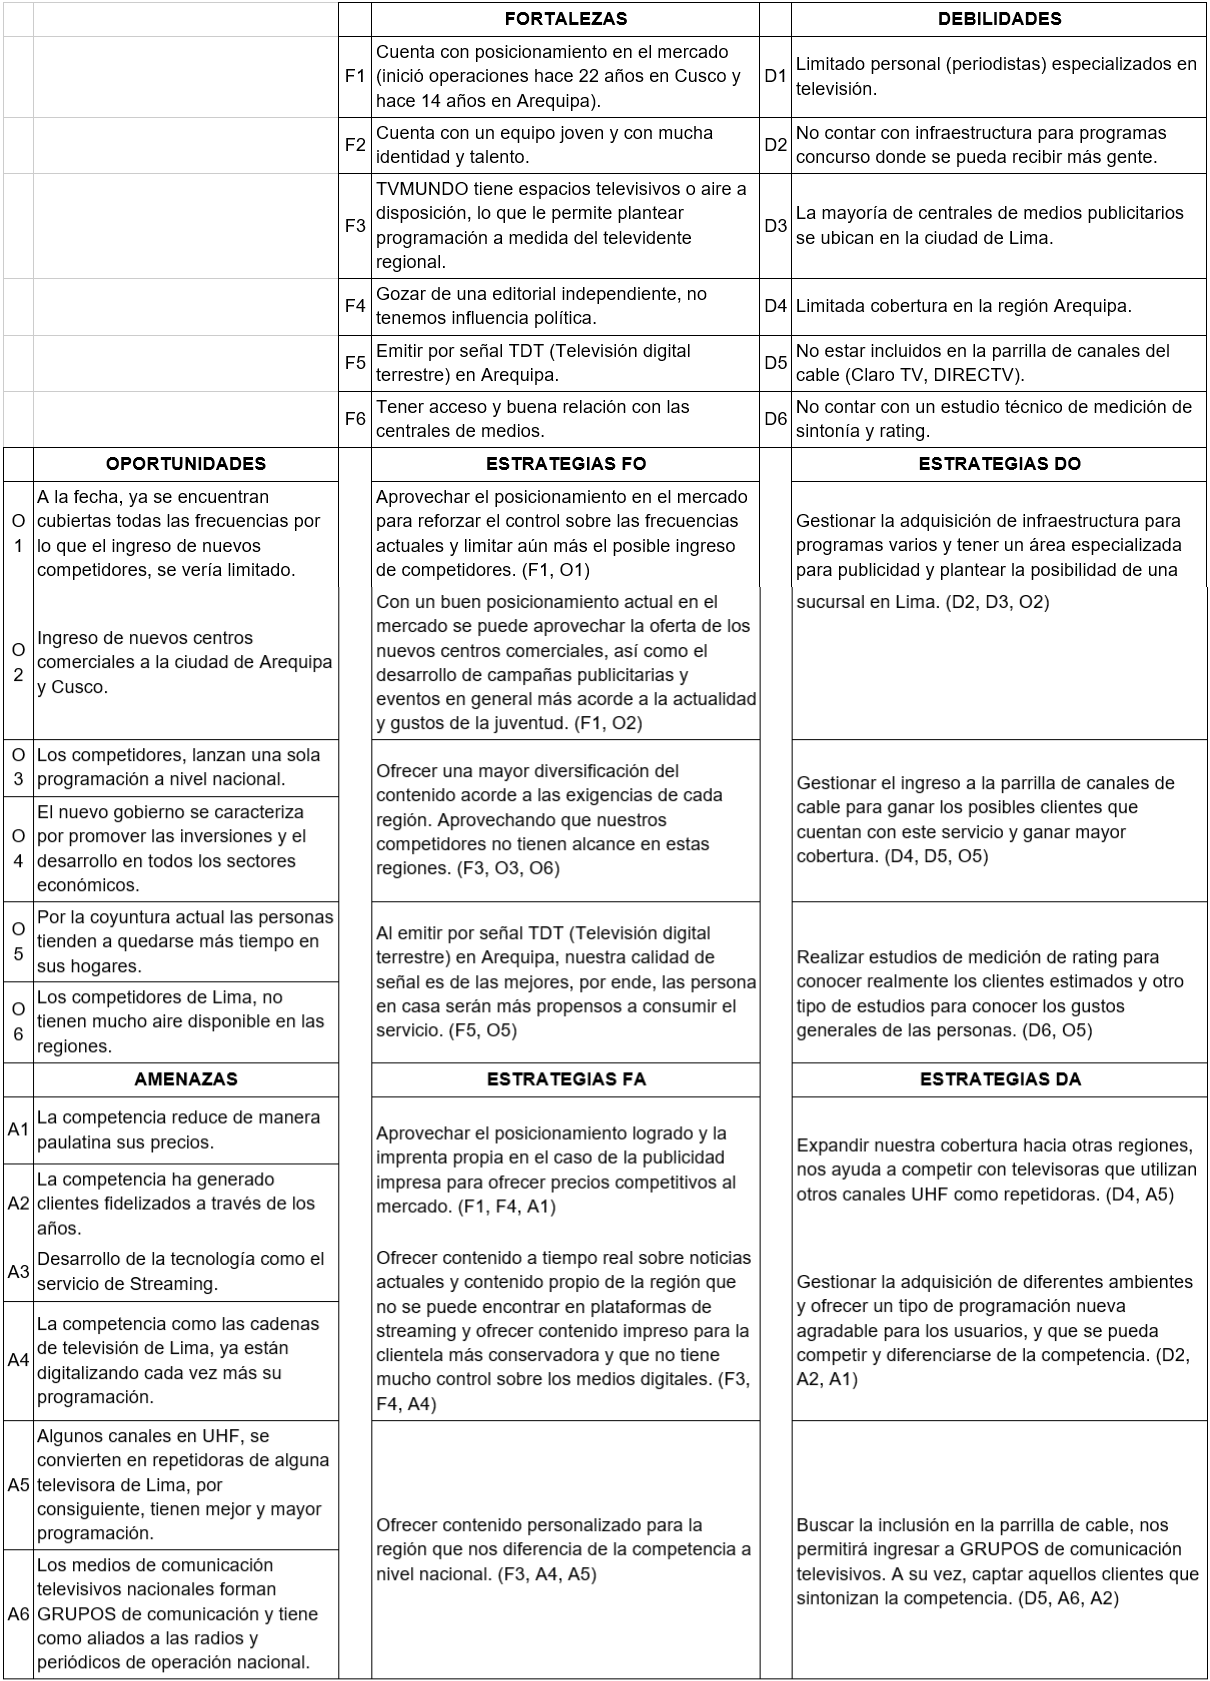 FORTALEZAS
DEBILIDADES
F1
Cuenta con posicionamiento en el mercado
(inició operaciones hace 22 años en Cusco y
hace 14 años en Arequipa).
D1
Limitado personal (periodistas) especializados en
televisión.
F2
Cuenta con un equipo joven y con mucha
identidad y talento.
D2
No contar con infraestructura para programas
concurso donde se pueda recibir más gente.
F3
TVMUNDO tiene espacios televisivos o aire a
disposición, lo que le permite plantear
programación a medida del televidente
regional.
D3
La mayoría de centrales de medios publicitarios
se ubican en la ciudad de Lima.
F4
Gozar de una editorial independiente, no
tenemos influencia política.
D4
Limitada cobertura en la región Arequipa.
F5
Emitir por señal TDT (Televisión digital
terrestre) en Arequipa.
D5
No estar incluidos en la parrilla de canales del
cable (Claro TV, DIRECTV).
F6
Tener acceso y buena relación con las
centrales de medios.
D6
No contar con un estudio técnico de medición de
sintonía y rating.
OPORTUNIDADES
ESTRATEGIAS FO
ESTRATEGIAS DO
O
1
A la fecha, ya se encuentran
cubiertas todas las frecuencias por
lo que el ingreso de nuevos
competidores, se vería limitado.
Aprovechar el posicionamiento en el mercado
para reforzar el control sobre las frecuencias
actuales y limitar aún más el posible ingreso
de competidores. (F1, O1)
Gestionar la adquisición de infraestructura para
programas varios y tener un área especializada
para publicidad y plantear la posibilidad de una
sucursal en Lima. (D2, D3, O2)
O
2
Ingreso de nuevos centros
comerciales a la ciudad de Arequipa
y Cusco.
Con un buen posicionamiento actual en el
mercado se puede aprovechar la oferta de los
nuevos centros comerciales, así como el
desarrollo de campañas publicitarias y
eventos en general más acorde a la actualidad
y gustos de la juventud. (F1, O2)
O
3
Los competidores, lanzan una sola
programación a nivel nacional.
O
4
El nuevo gobierno se caracteriza
por promover las inversiones y el
desarrollo en todos los sectores
económicos.
Ofrecer una mayor diversificación del
contenido acorde a las exigencias de cada
región. Aprovechando que nuestros
competidores no tienen alcance en estas
regiones. (F3, O3, O6)
Gestionar el ingreso a la parrilla de canales de
cable para ganar los posibles clientes que
cuentan con este servicio y ganar mayor
cobertura. (D4, D5, O5)
O
5
Por la coyuntura actual las personas
tienden a quedarse más tiempo en
sus hogares.
O
6
Los competidores de Lima, no
tienen mucho aire disponible en las
regiones.
Al emitir por señal TDT (Televisión digital
terrestre) en Arequipa, nuestra calidad de
señal es de las mejores, por ende, las persona
en casa serán más propensos a consumir el
servicio. (F5, O5)
Realizar estudios de medición de rating para
conocer realmente los clientes estimados y otro
tipo de estudios para conocer los gustos
generales de las personas. (D6, O5)
AMENAZAS
ESTRATEGIAS FA
ESTRATEGIAS DA
A1
La competencia reduce de manera
paulatina sus precios.
A2
La competencia ha generado
clientes fidelizados a través de los
años.
Aprovechar el posicionamiento logrado y la
imprenta propia en el caso de la publicidad
impresa para ofrecer precios competitivos al
mercado. (F1, F4, A1)
Expandir nuestra cobertura hacia otras regiones,
nos ayuda a competir con televisoras que utilizan
otros canales UHF como repetidoras. (D4, A5)
A3
Desarrollo de la tecnología como el
servicio de Streaming.
A4
La competencia como las cadenas
de televisión de Lima, ya están
digitalizando cada vez más su
programación.
Ofrecer contenido a tiempo real sobre noticias
actuales y contenido propio de la región que
no se puede encontrar en plataformas de
streaming y ofrecer contenido impreso para la
clientela más conservadora y que no tiene
mucho control sobre los medios digitales. (F3,
F4, A4)
Gestionar la adquisición de diferentes ambientes
y ofrecer un tipo de programación nueva
agradable para los usuarios, y que se pueda
competir y diferenciarse de la competencia. (D2,
A2, A1)
A5
Algunos canales en UHF, se
convierten en repetidoras de alguna
televisora de Lima, por
consiguiente, tienen mejor y mayor
programación.
A6
Los medios de comunicación
televisivos nacionales forman
GRUPOS de comunicación y tiene
como aliados a las radios y
periódicos de operación nacional.
Ofrecer contenido personalizado para la
región que nos diferencia de la competencia a
nivel nacional. (F3, A4, A5)
Buscar la inclusión en la parrilla de cable, nos
permitirá ingresar a GRUPOS de comunicación
televisivos. A su vez, captar aquellos clientes que
sintonizan la competencia. (D5, A6, A2)